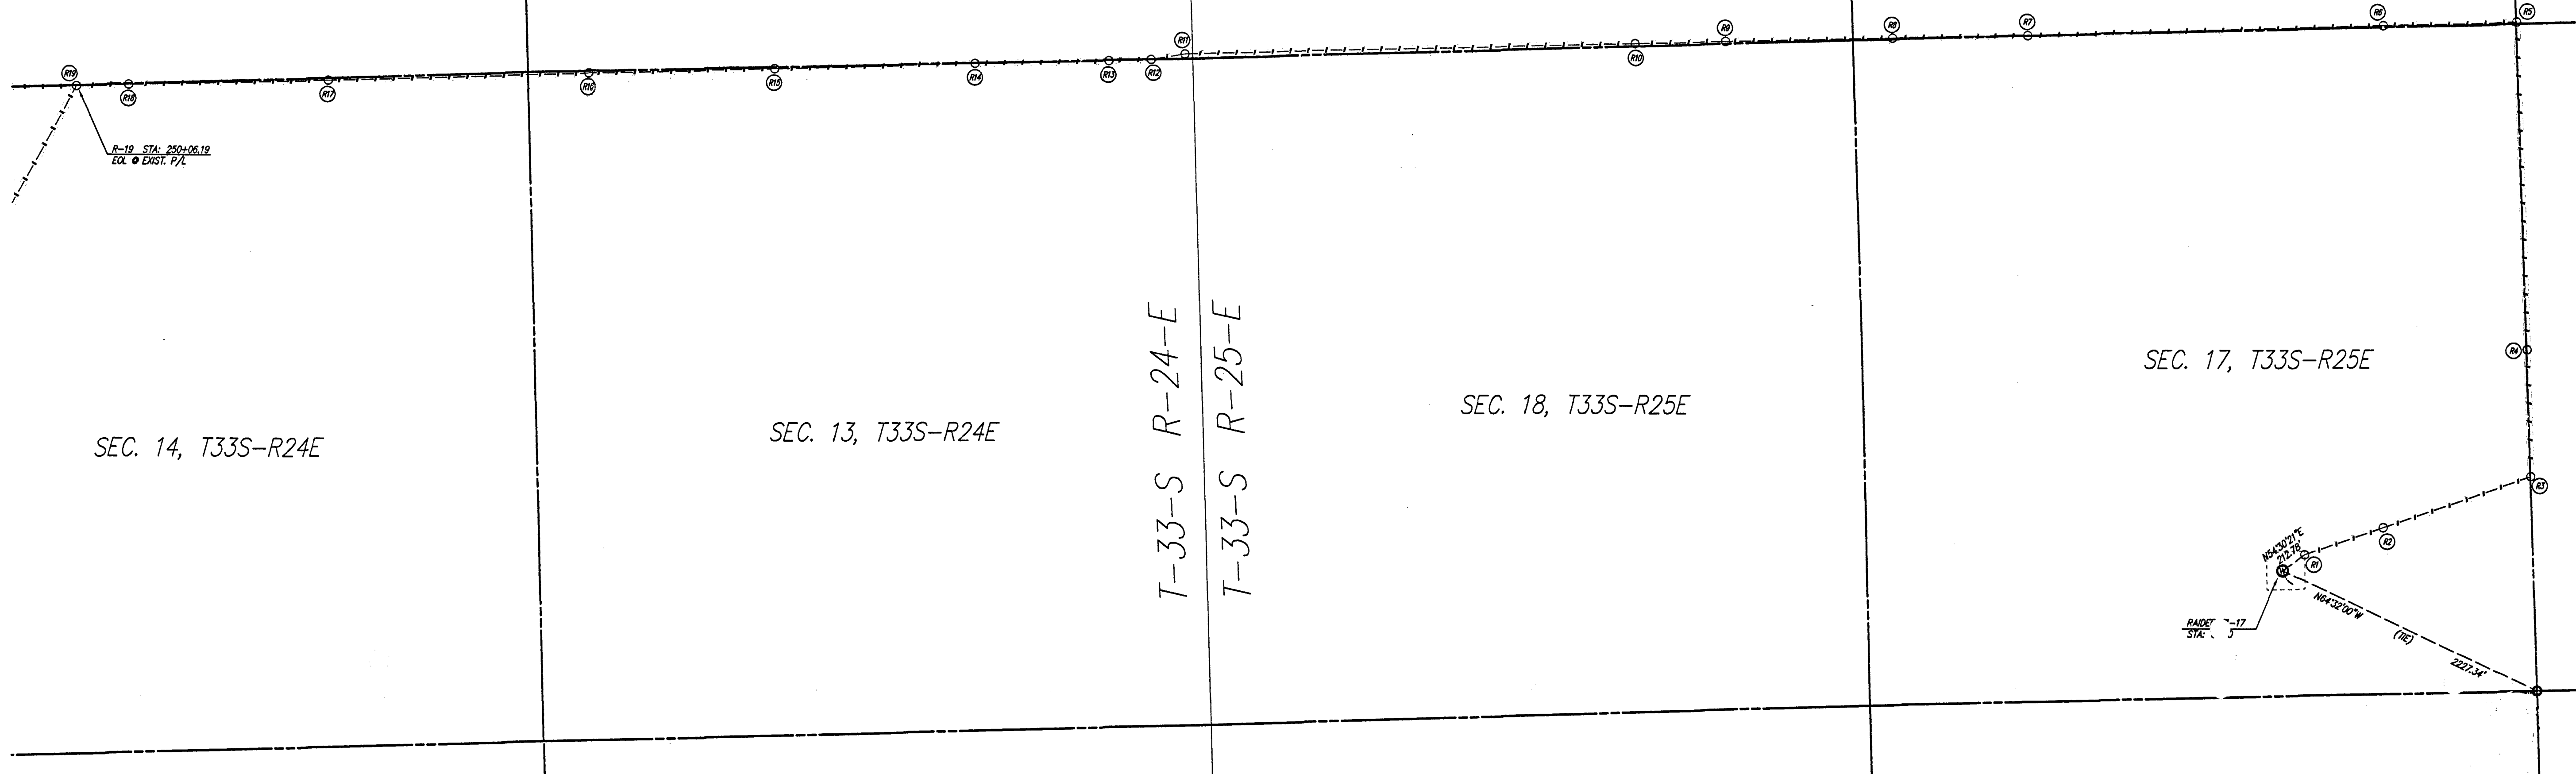 R19
R18
R17
R16
R15
R14
R13
R12
R11
R10
R9
R8
R7
R6
R5
R-19 STA: 250+06.19
EOL @ EXIST. P/L
T-33-S R-24-E
T-33-S R-25-E
SEC. 14, T33S-R24E
SEC. 13, T33S-R24E
SEC. 18, T33S-R25E
SEC. 17, T33S-R25E
R4
R3
R2
R1
N54°30'21"E
212.78'
N64°32'00"W
(TIE)
2227.34'
-17
STA: